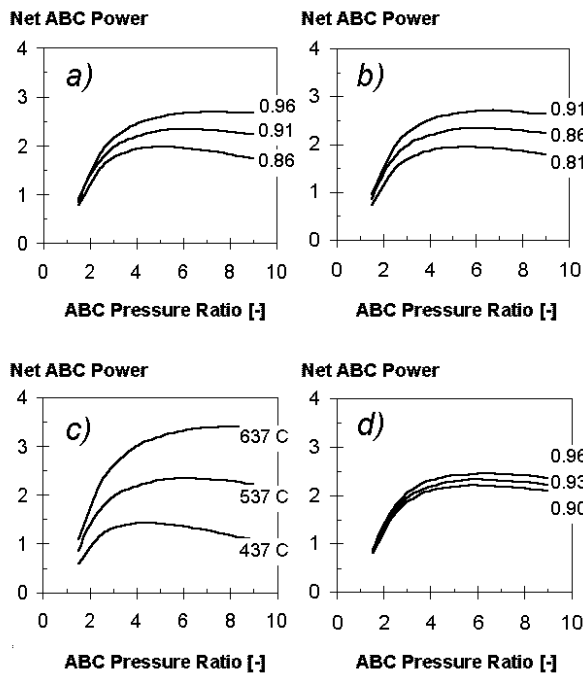 Net ABC Power
4
3
2
1
0
a)
0.96
0.91
0.86
0 2 4 6 8 10
ABC Pressure Ratio [-]
Net ABC Power
4
3
2
1
0
b)
0.91
0.86
0.81
0 2 4 6 8 10
ABC Pressure Ratio [-]
Net ABC Power
4
3
2
1
0
c)
637 C
537 C
437 C
0 2 4 6 8 10
ABC Pressure Ratio [-]
Net ABC Power
4
3
2
1
0
d)
0.96
0.93
0.90
0 2 4 6 8 10
ABC Pressure Ratio [-]